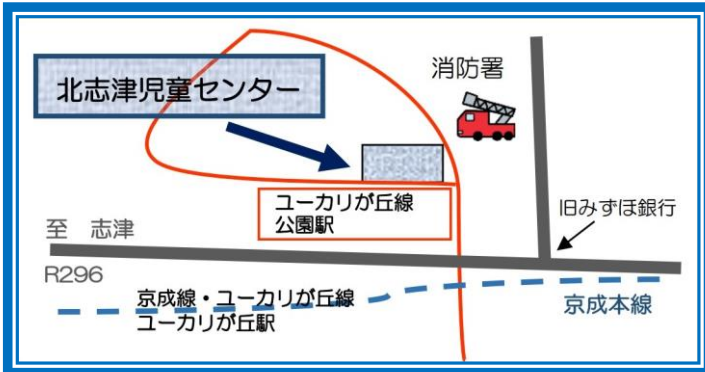 消防署
北志津児童センター
ユーカリが丘線
公園駅
旧みずほ銀行
至　志津
R296
京成線・ユーカリが丘線
ユーカリが丘駅
京成本線